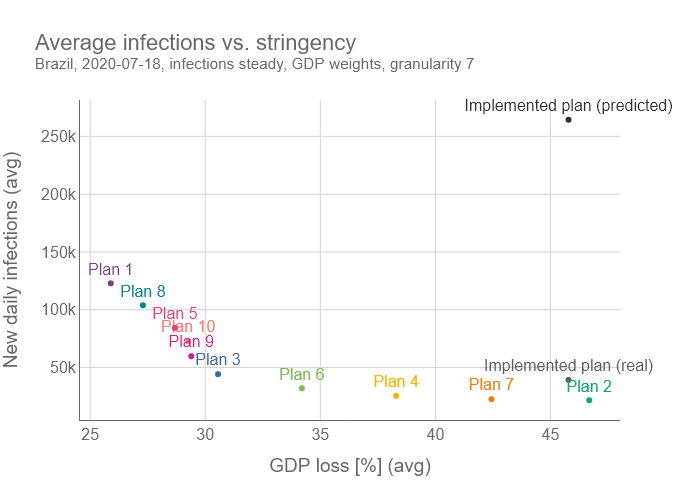 Average infections vs. stringency
Brazil, 2020-07-18, infections steady, GDP weights, granularity 7
Implemented plan (predicted)
250k
200k
150k
Plan 1
Plan 8
100k
Plan 5
Plan 10
Plan 9
Plan 3
50k
Implemented plan (real)
Plan 6
Plan 4
Plan 7
Plan 2
25
30
35
40
45
New daily infections (avg)
GDP loss [%] (avg)